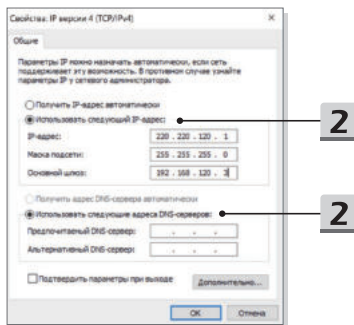 Свойства: IP версии 4 (TCP/IPv4)
Общие
Параметры IP можно назначать автоматически, если сеть
поддерживает эту возможность. В противном случае узнайте
параметры IP у сетевого администратора.
Получить IP-адрес автоматически
Использовать следующий IP-адрес:
2
IP-адрес: 220 . 220 . 120 . 1
Маска подсети: 255 . 255 . 255 . 0
Основной шлюз: 192 . 168 . 120 . 3
Получить адрес DNS-сервера автоматически
Использовать следующие адреса DNS-серверов:
2
Предпочитаемый DNS-сервер: . . .
Альтернативный DNS-сервер: . . .
Подтвердить параметры при выходе
Дополнительно...
OK Отмена